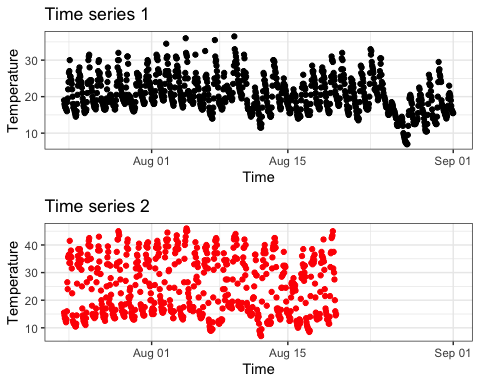 Time series 1
Temperature
30
20
10
Aug 01
Aug 15
Sep 01
Time
Time series 2
Temperature
40
30
20
10
Aug 01
Aug 15
Sep 01
Time